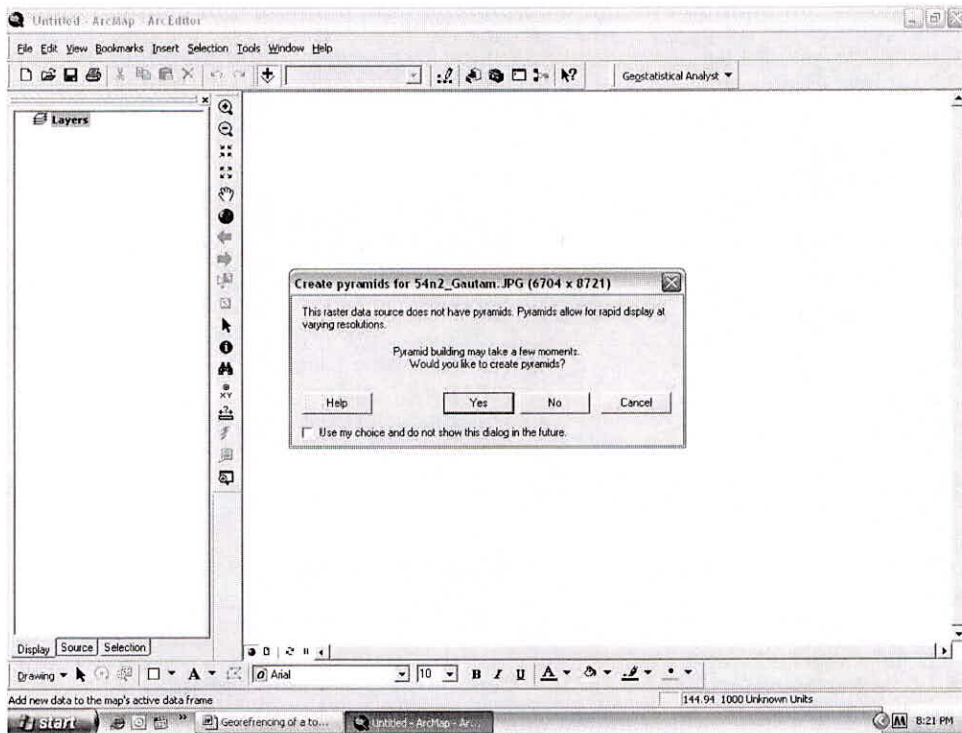 Untitled - ArcMap - ArcEditor
File Edit View Bookmarks Insert Selection Tools Window Help
Geostatistical Analyst
Layers
XY
Create pyramids for 54n2_Gautam.JPG (6704 x 8721)
This raster data source does not have pyramids. Pyramids allow for rapid display at
varying resolutions.
Pyramid building may take a few moments.
Would you like to create pyramids?
Help Yes No Cancel
Use my choice and do not show this dialog in the future.
Display Source Selection
Drawing A Arial 10 B I U A
Add new data to the map's active data frame
144.94 1000 Unknown Units
start Georefrencing of a to... Untitled - ArcMap - Ar... 8:21 PM